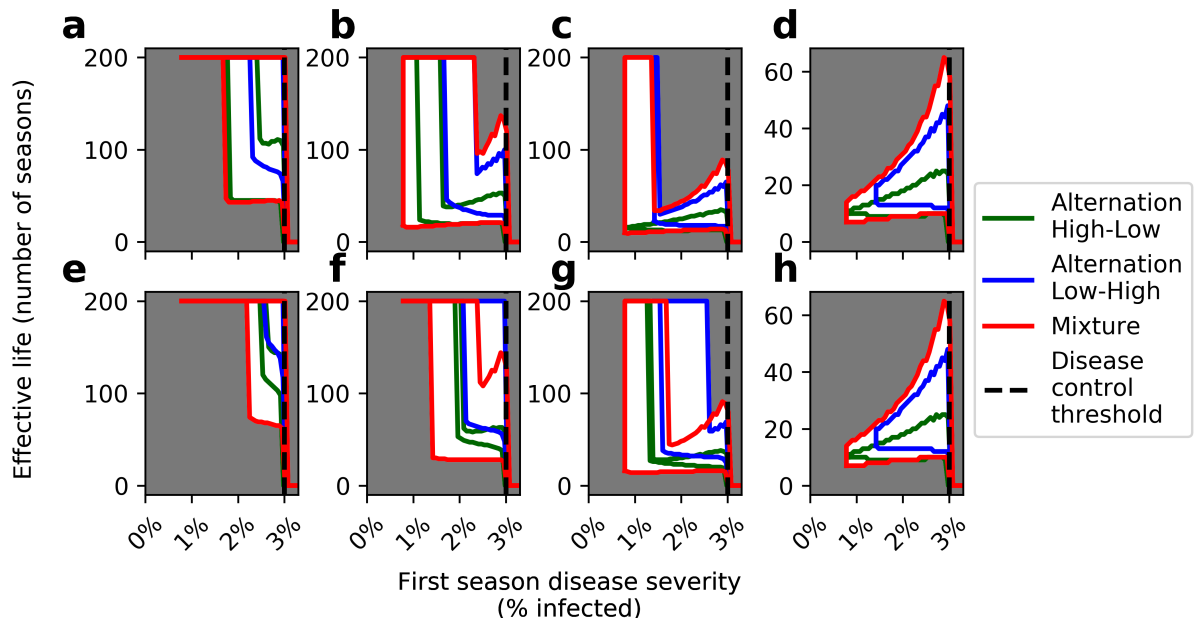 a
b
c
d
200
100
0
200
100
0
200
100
0
60
40
20
0
e
f
g
h
200
100
0
200
100
0
200
100
0
60
40
20
0
0%
1%
2%
3%
0%
1%
2%
3%
0%
1%
2%
3%
0%
1%
2%
3%
Effective life (number of seasons)
First season disease severity
(% infected)
Alternation
High-Low
Alternation
Low-High
Mixture
Disease
control
threshold